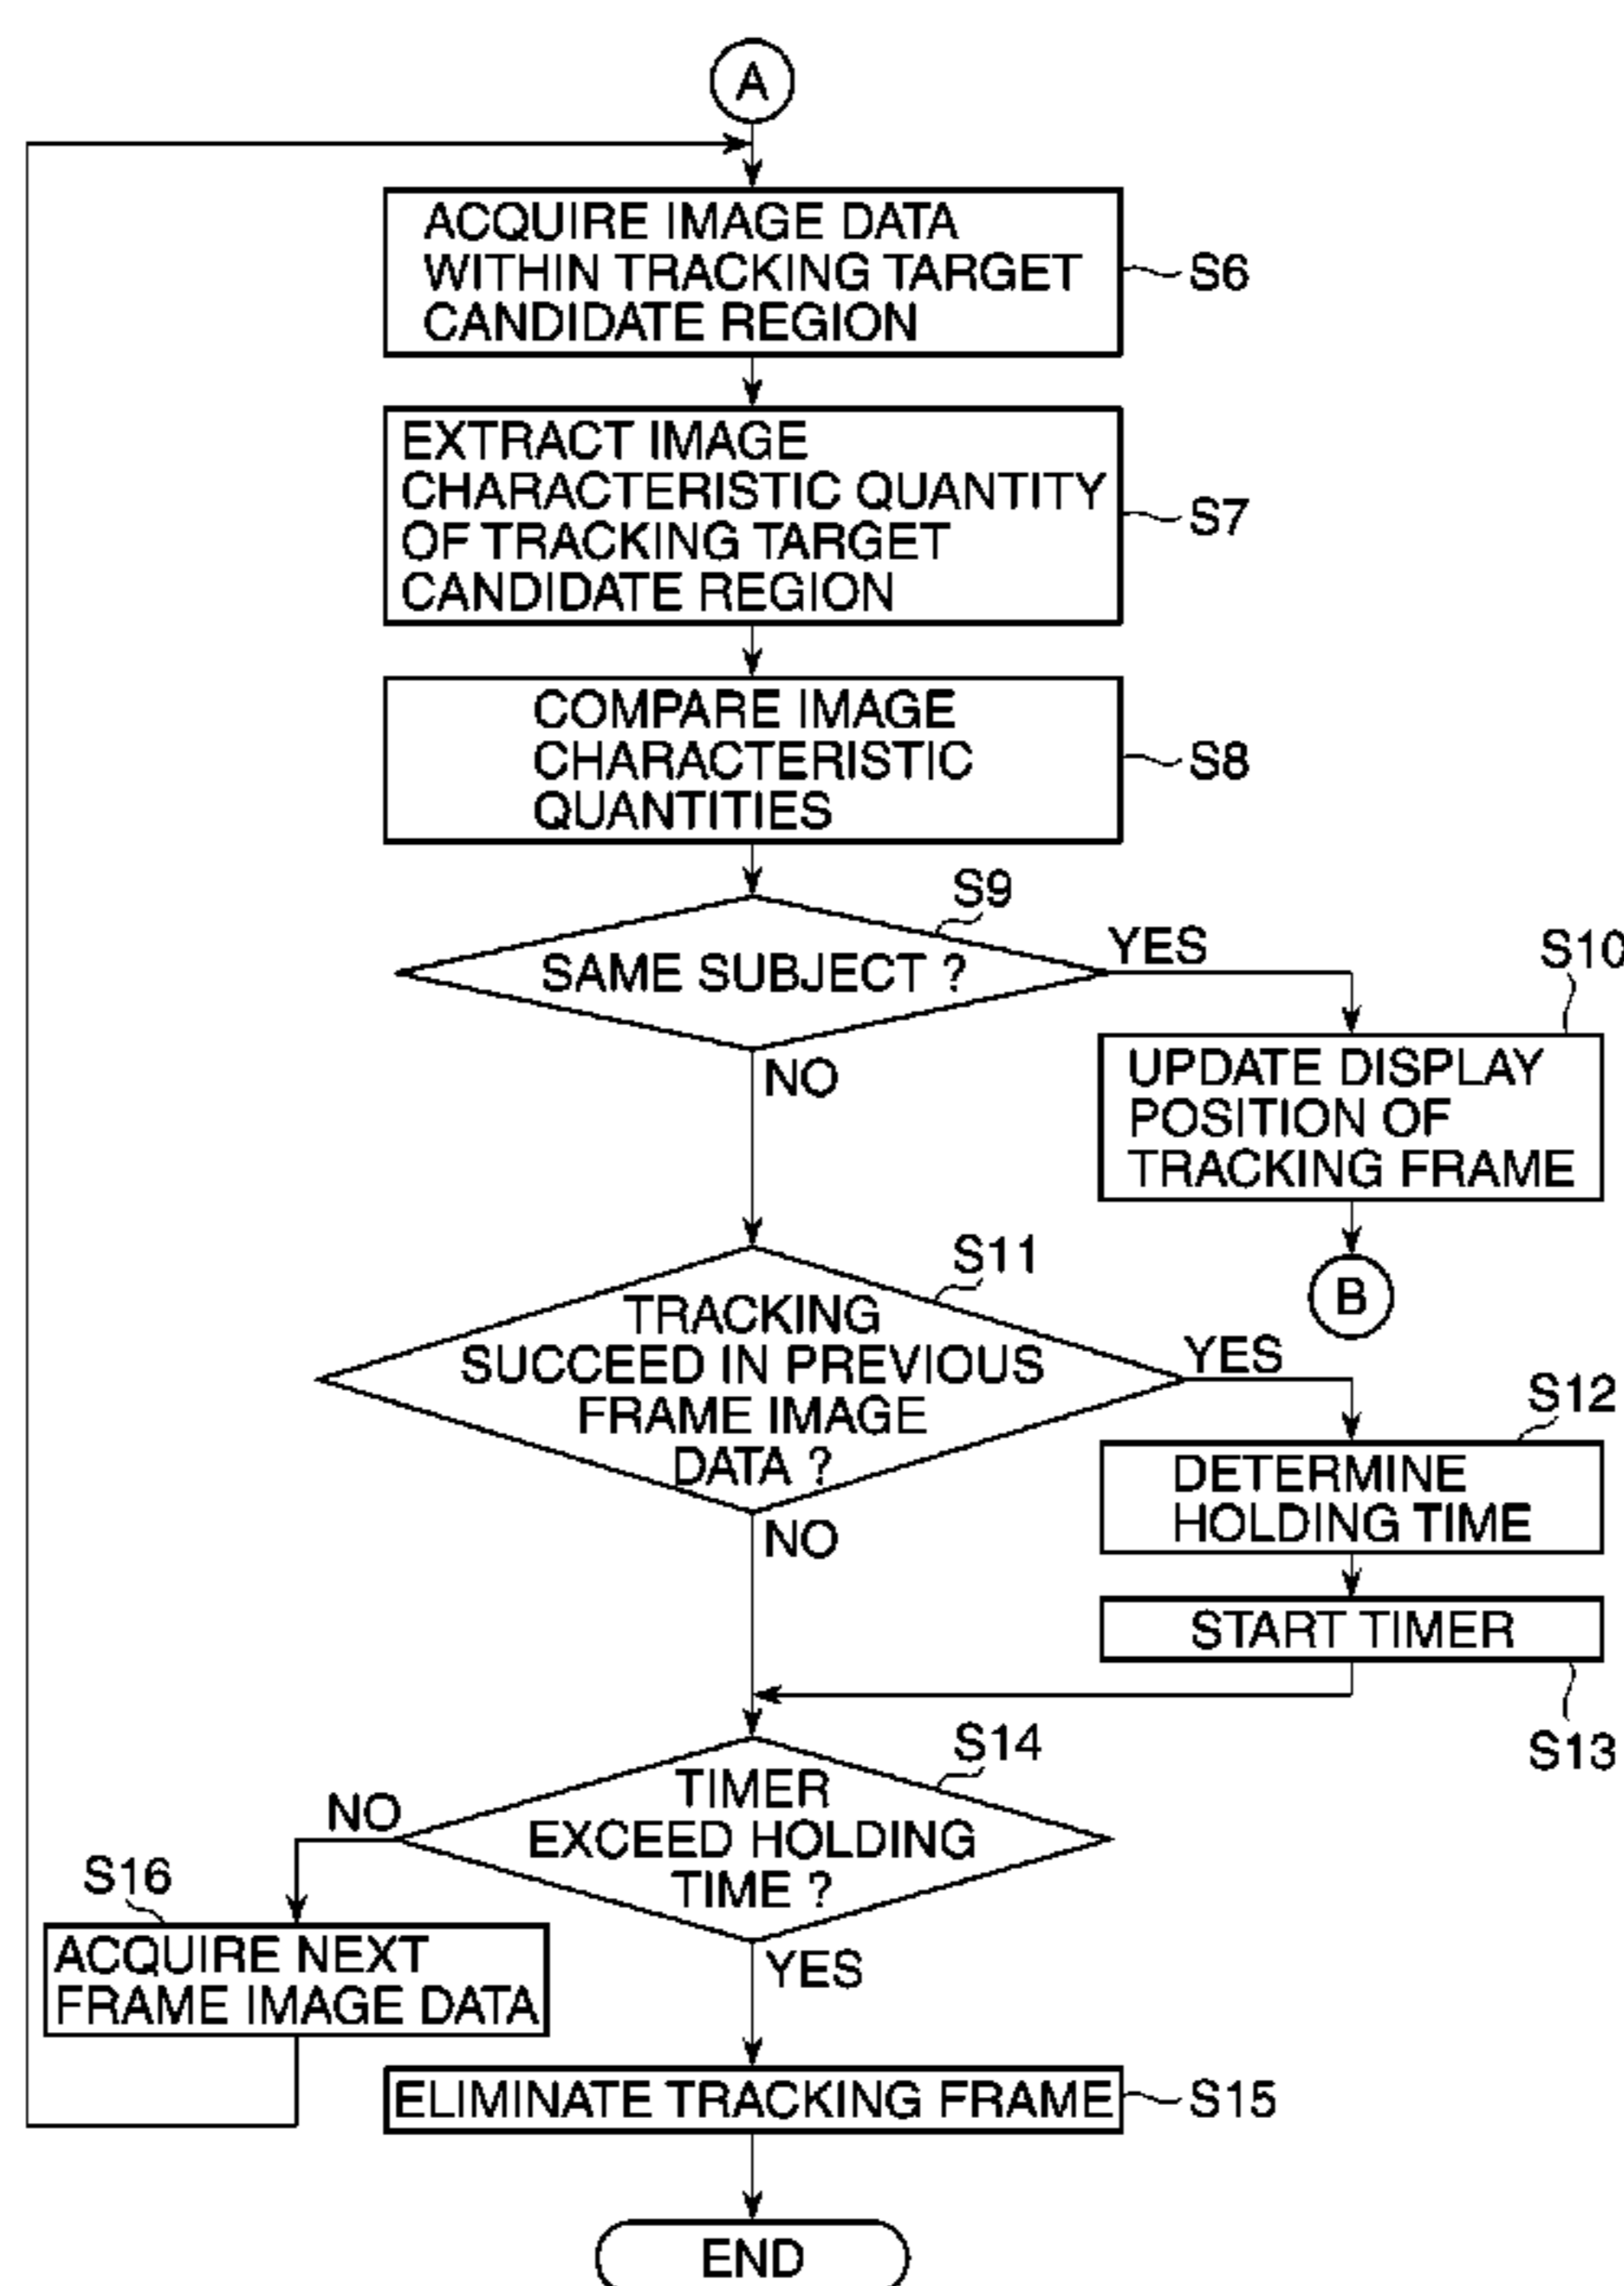 A
ACQUIRE IMAGE DATA
WITHIN TRACKING TARGET
CANDIDATE REGION
S6
EXTRACT IMAGE
CHARACTERISTIC QUANTITY
OF TRACKING TARGET
CANDIDATE REGION
S7
COMPARE IMAGE
CHARACTERISTIC
QUANTITIES
S8
S9
SAME SUBJECT ?
YES
NO
S10
UPDATE DISPLAY
POSITION OF
TRACKING FRAME
B
S11
TRACKING
SUCCEED IN PREVIOUS
FRAME IMAGE
DATA ?
YES
NO
S12
DETERMINE
HOLDING TIME
START TIMER
S13
S14
TIMER
EXCEED HOLDING
TIME ?
NO
YES
S16
ACQUIRE NEXT
FRAME IMAGE DATA
ELIMINATE TRACKING FRAME
S15
END